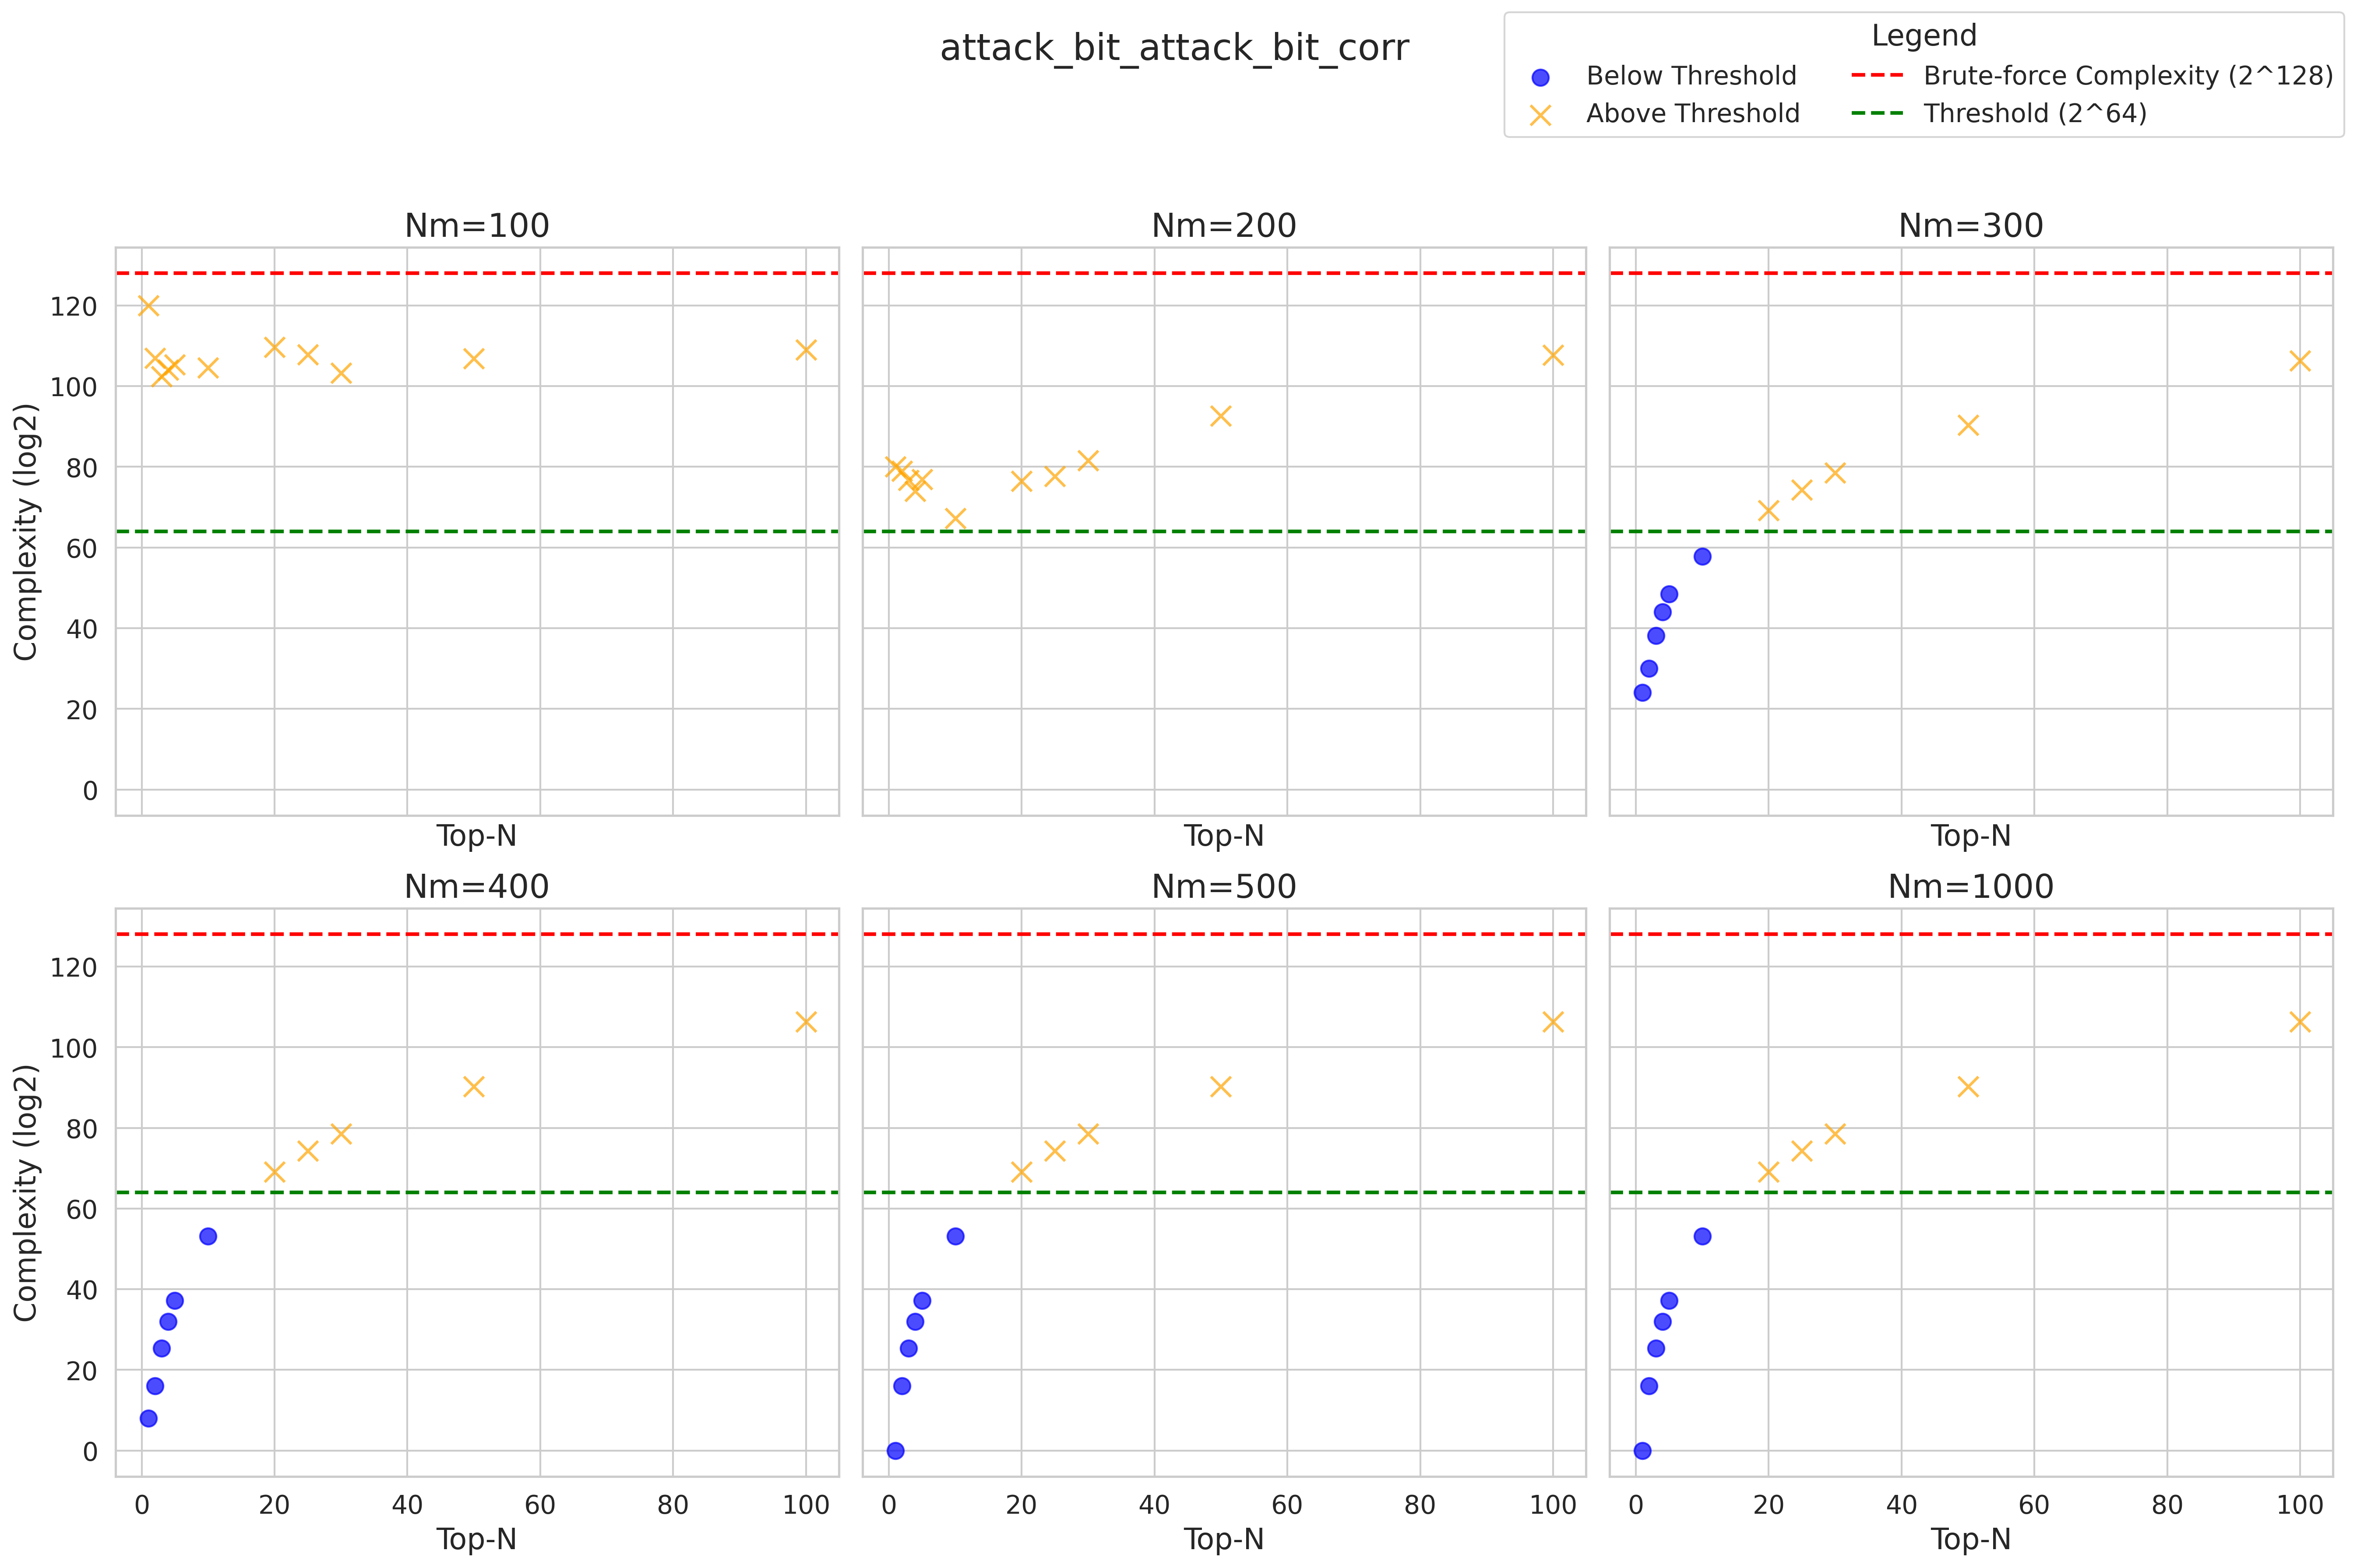 attack_bit_attack_bit_corr
Legend
Below Threshold
Above Threshold
Brute-force Complexity (2^128)
Threshold (2^64)
Nm=100
Nm=200
Nm=300
Complexity (log2)
120
100
80
60
40
20
0
Top-N
Top-N
Top-N
Nm=400
Nm=500
Nm=1000
Complexity (log2)
120
100
80
60
40
20
0
0 20 40 60 80 100
0 20 40 60 80 100
0 20 40 60 80 100
Top-N
Top-N
Top-N